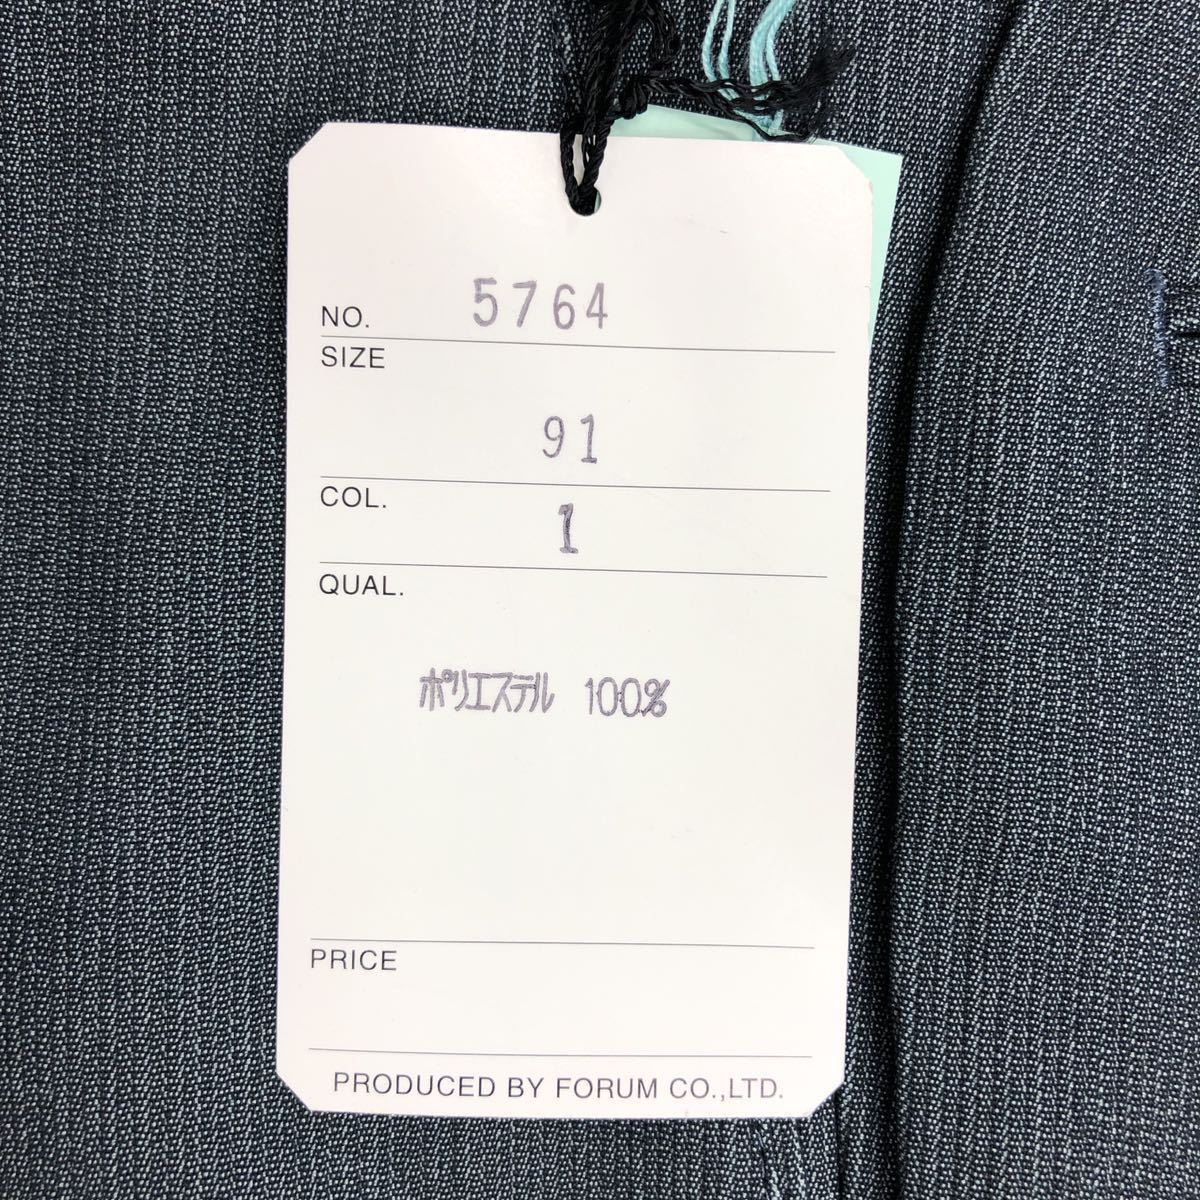 NO. 5764
SIZE
91
COL. 1
QUAL.
ポリエステル 100%
PRICE
PRODUCED BY FORUM CO.,LTD.